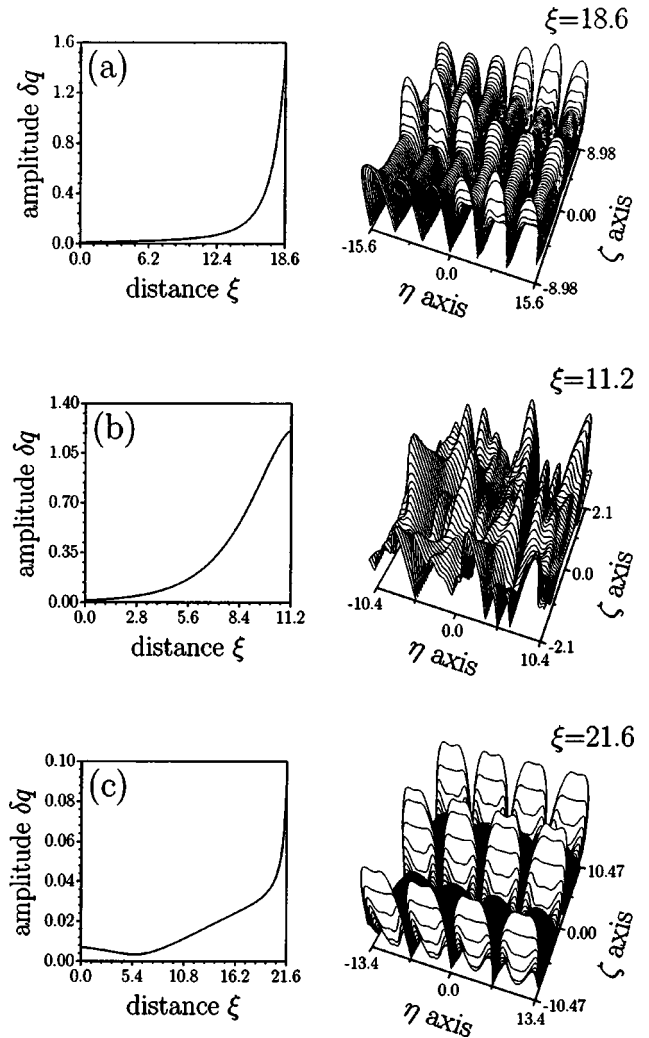 (a)
amplitude δq
1.6
1.2
0.8
0.4
0.0
0.0 6.2 12.4 18.6
distance ξ
ξ=18.6
8.98
0.00
-8.98
ζ axis
-15.6
0.0
15.6
η axis
(b)
amplitude δq
1.40
1.05
0.70
0.35
0.00
0.0 2.8 5.6 8.4 11.2
distance ξ
ξ=11.2
2.1
0.0
-2.1
ζ axis
-10.4
0.0
10.4
η axis
(c)
amplitude δq
0.10
0.08
0.06
0.04
0.02
0.00
0.0 5.4 10.8 16.2 21.6
distance ξ
ξ=21.6
10.47
0.00
-10.47
ζ axis
-13.4
0.0
13.4
η axis